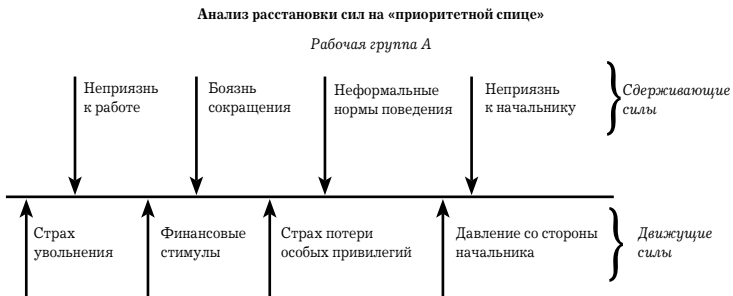 Анализ расстановки сил на «приоритетной спице»
Рабочая группа А
Неприязнь
к работе
Боязнь
сокращения
Неформальные
нормы поведения
Неприязнь
к начальнику
Сдерживающие
силы
Страх
увольнения
Финансовые
стимулы
Страх потери
особых привилегий
Давление со стороны
начальника
Движущие
силы